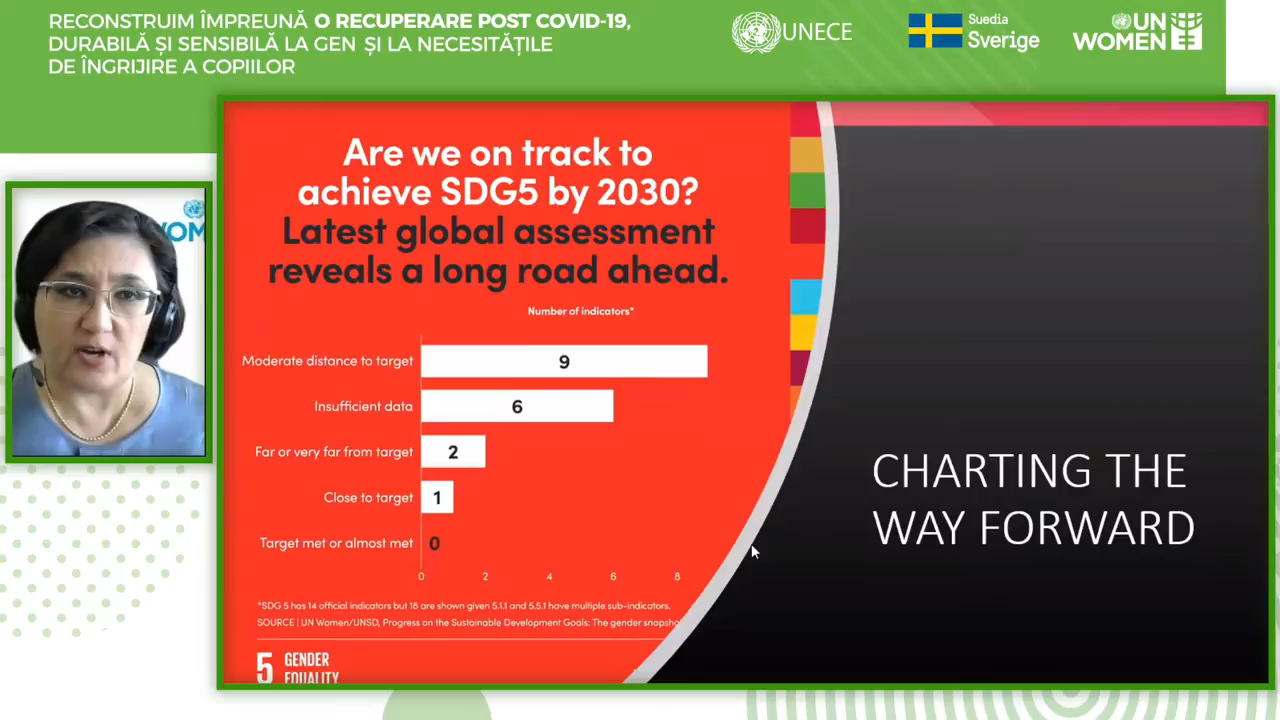 RECONSTRUIM ÎMPREUNĂ O RECUPERARE POST COVID-19,
DURABILĂ ȘI SENSIBILĂ LA GEN ȘI LA NECESITĂȚILE
DE ÎNGRIJIRE A COPIILOR
UNECE
Suedia
Sverige
UN
WOMEN
WOM
Are we on track to
achieve SDG5 by 2030?
Latest global assessment
reveals a long road ahead.
Number of indicators*
Moderate distance to target 9
Insufficient data 6
Far or very far from target 2
Close to target 1
Target met or almost met 0
0 2 4 6 8
*SDG 5 has 14 official indicators but 18 are shown given 5.1.1 and 5.5.1 have multiple sub-indicators.
SOURCE | UN Women/UNSD, Progress on the Sustainable Development Goals: The gender snapsho
5 GENDER
EQUALITY
CHARTING THE
WAY FORWARD